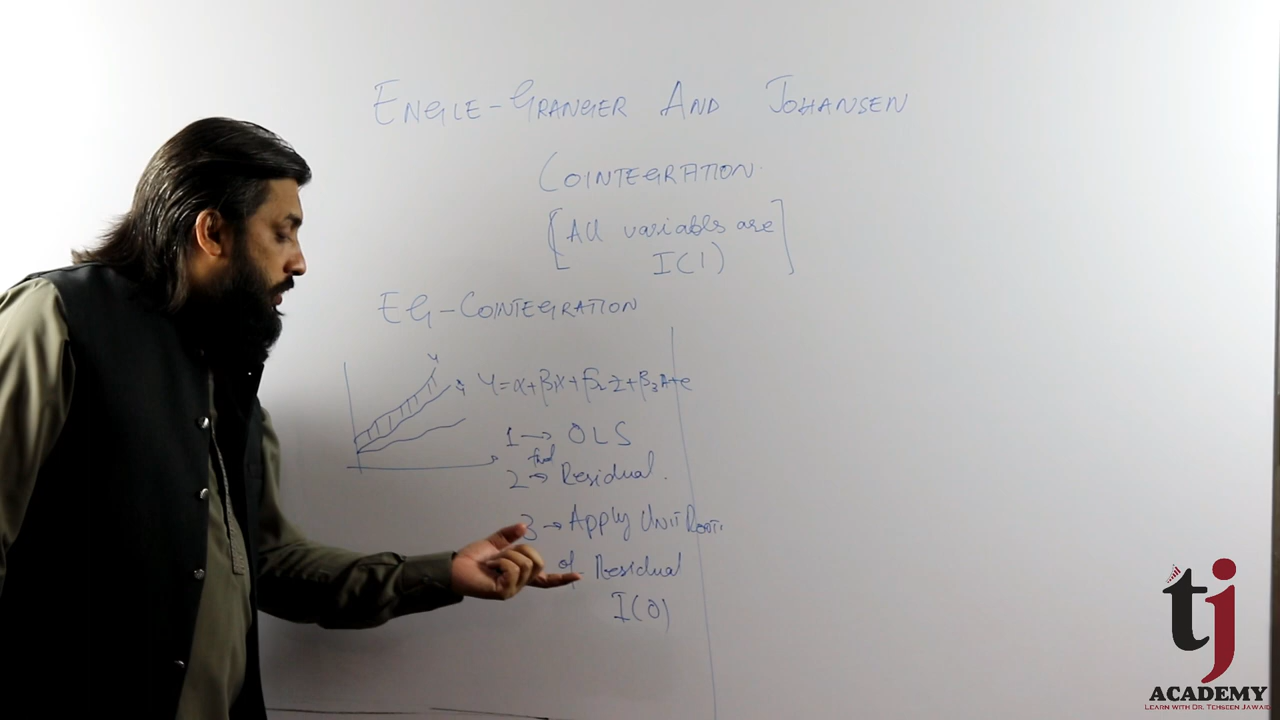 ENGLE-GRANGER AND JOHANSEN
COINTEGRATION.
[All variables are
I(1)]
EG-COINTEGRATION
Y
Y=α+β1X+β2Z+β3A+e
1→ OLS
find
2→ Residual.
3→ Apply UNIT ROOT.
of Residual
I(0)
tj
ACADEMY
LEARN WITH DR. TEHSEEN JAWAID